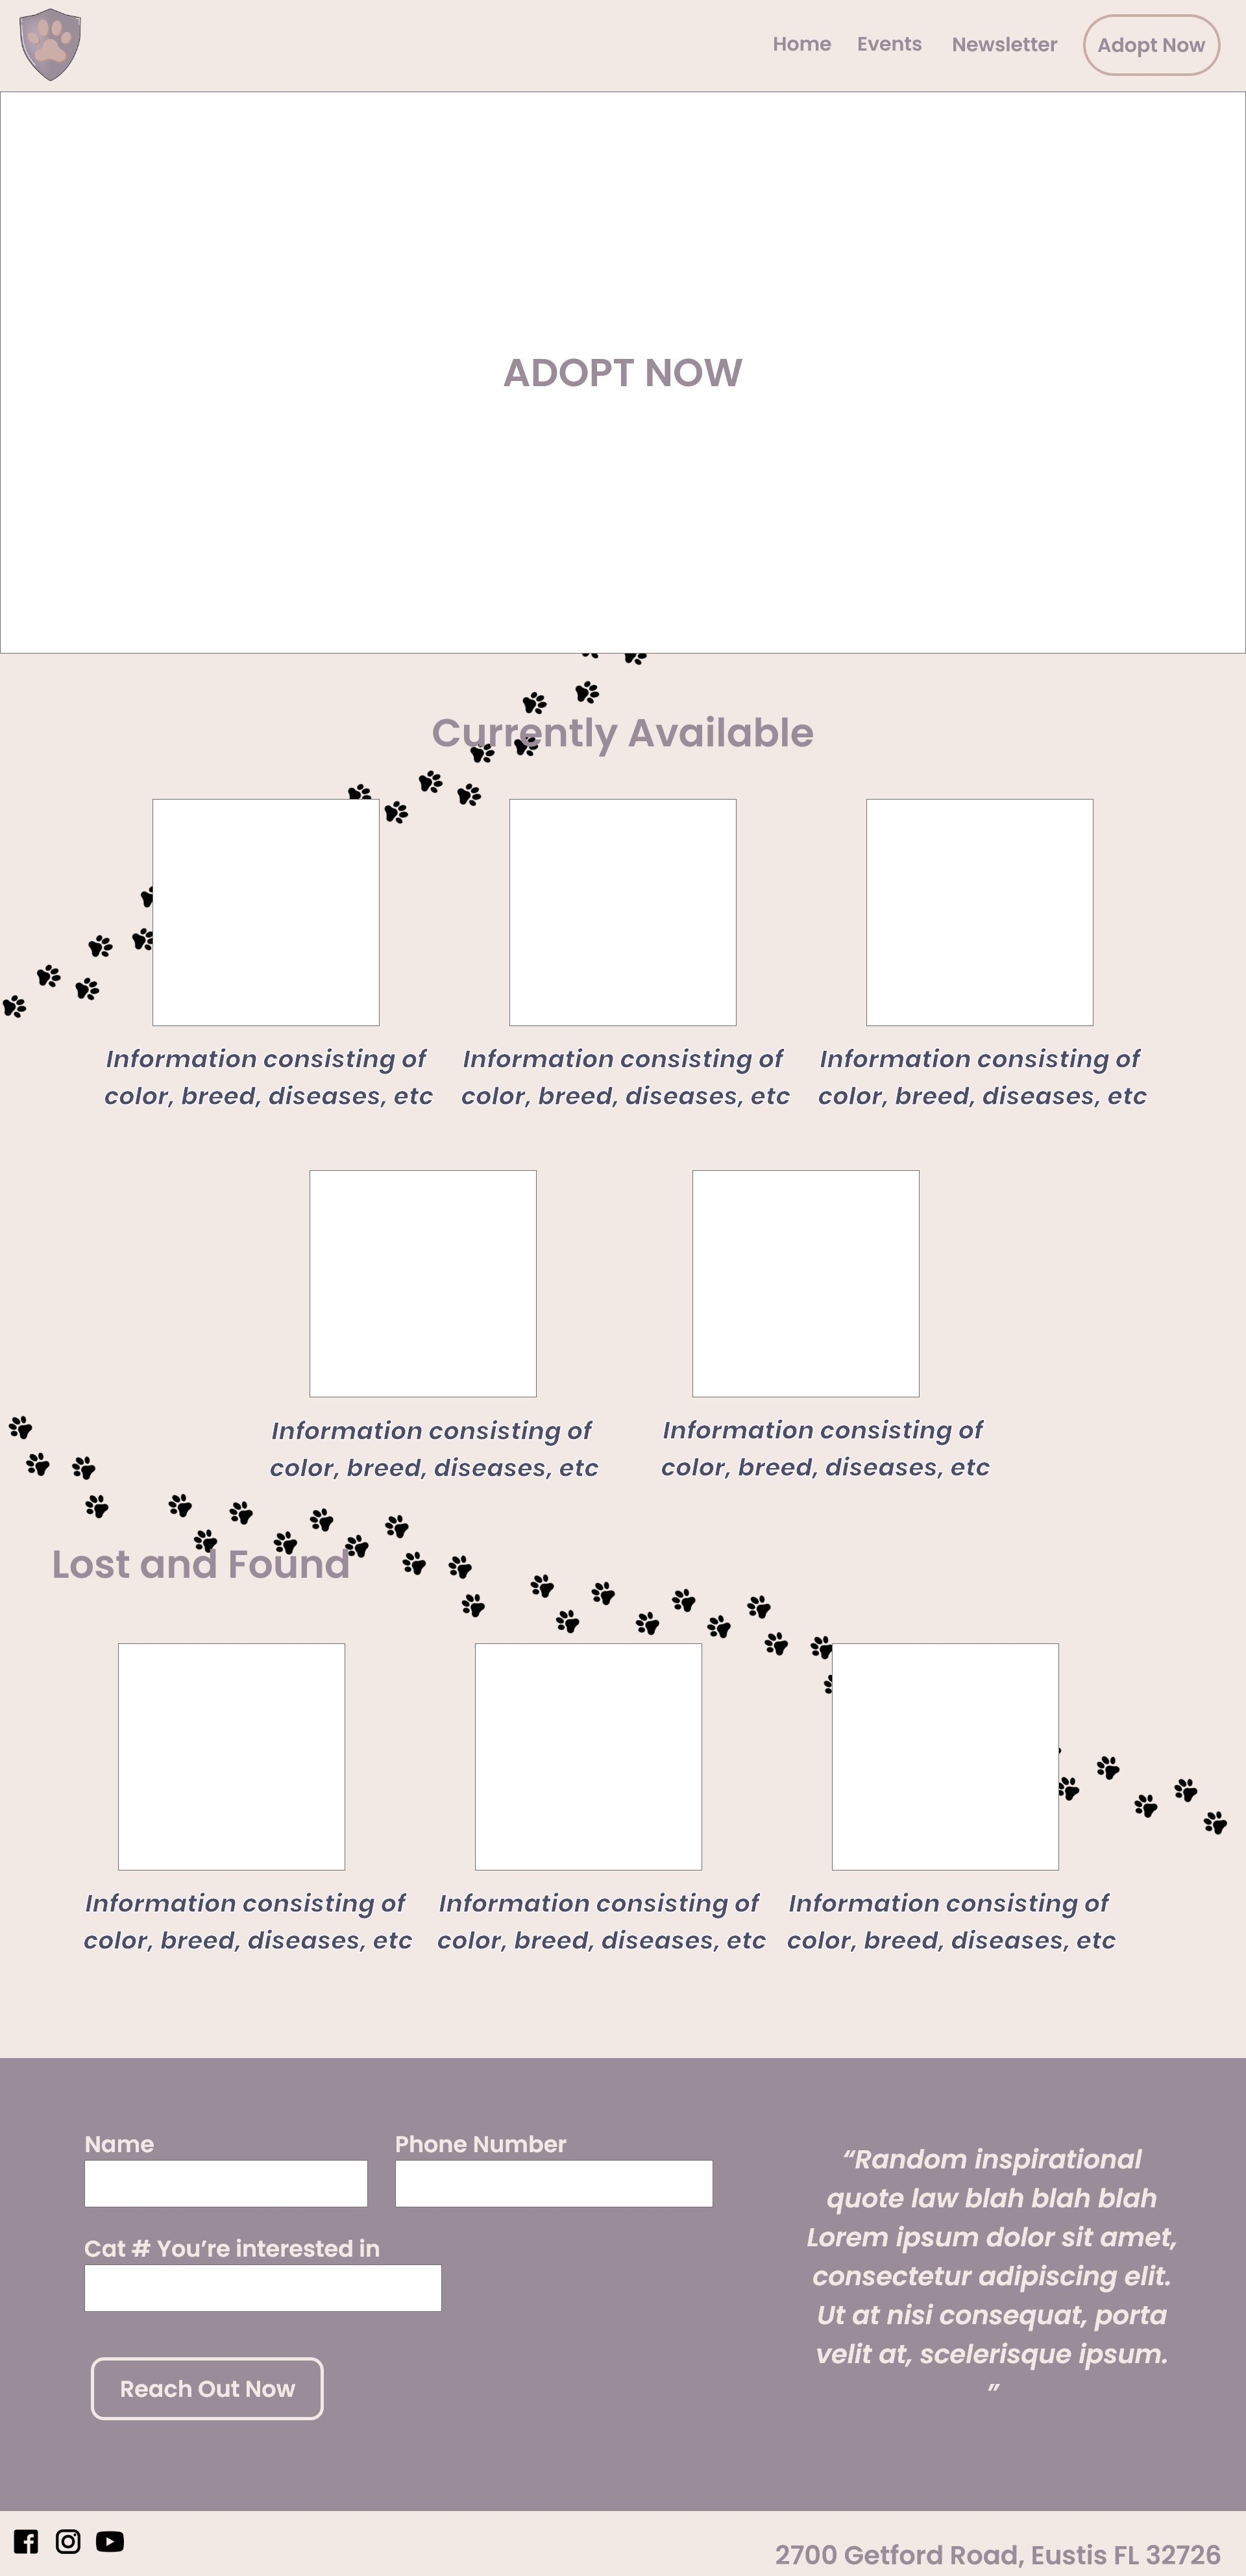 Home Events Newsletter Adopt Now
ADOPT NOW
Currently Available
Information consisting of
color, breed, diseases, etc
Information consisting of
color, breed, diseases, etc
Information consisting of
color, breed, diseases, etc
Information consisting of
color, breed, diseases, etc
Information consisting of
color, breed, diseases, etc
Lost and Found
Information consisting of
color, breed, diseases, etc
Information consisting of
color, breed, diseases, etc
Information consisting of
color, breed, diseases, etc
Name
Phone Number
Cat # You’re interested in
Reach Out Now
“Random inspirational
quote law blah blah blah
Lorem ipsum dolor sit amet,
consectetur adipiscing elit.
Ut at nisi consequat, porta
velit at, scelerisque ipsum.
”
2700 Getford Road, Eustis FL 32726